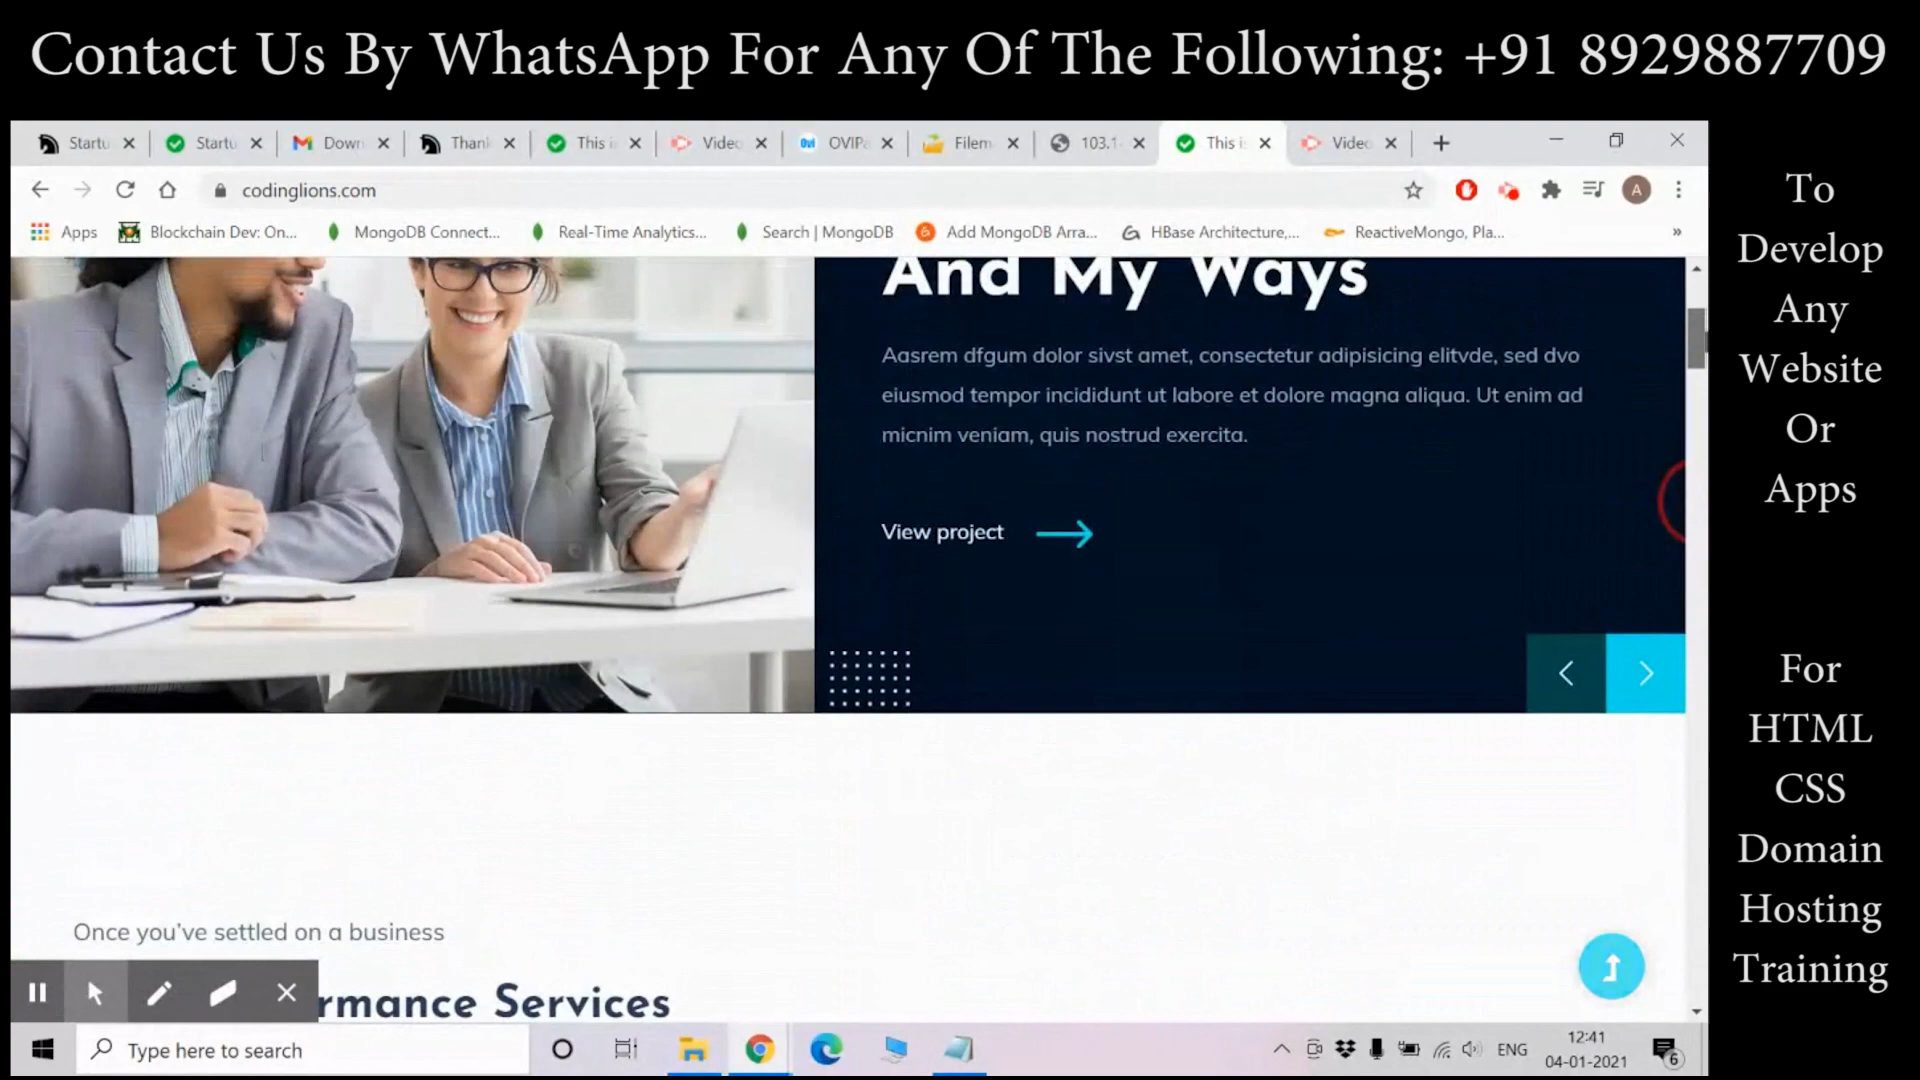 Contact Us By WhatsApp For Any Of The Following: +91 8929887709
Startu
Startu
Down
Thank
This i
Video
OVIPa
Filem
103.1
This is
Video
codinglions.com
A
Apps
Blockchain Dev: On...
MongoDB Connect...
Real-Time Analytics...
Search | MongoDB
Add MongoDB Arra...
HBase Architecture,...
ReactiveMongo, Pla...
»
And My Ways
Aasrem dfgum dolor sivst amet, consectetur adipisicing elitvde, sed dvo
eiusmod tempor incididunt ut labore et dolore magna aliqua. Ut enim ad
micnim veniam, quis nostrud exercita.
View project
Once you've settled on a business
rmance Services
Type here to search
ENG
12:41
04-01-2021
6
To
Develop
Any
Website
Or
Apps
For
HTML
CSS
Domain
Hosting
Training